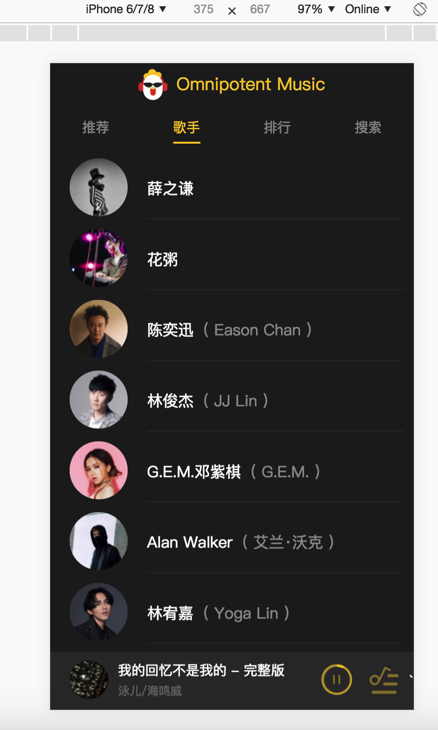 iPhone 6/7/8 ▼ 375 × 667 97% ▼ Online ▼
Omnipotent Music
推荐 歌手 排行 搜索
薛之谦
花粥
陈奕迅 ( Eason Chan )
林俊杰 ( JJ Lin )
G.E.M.邓紫棋 ( G.E.M. )
Alan Walker ( 艾兰·沃克 )
林宥嘉 ( Yoga Lin )
我的回忆不是我的 – 完整版
泳儿/海鸣威